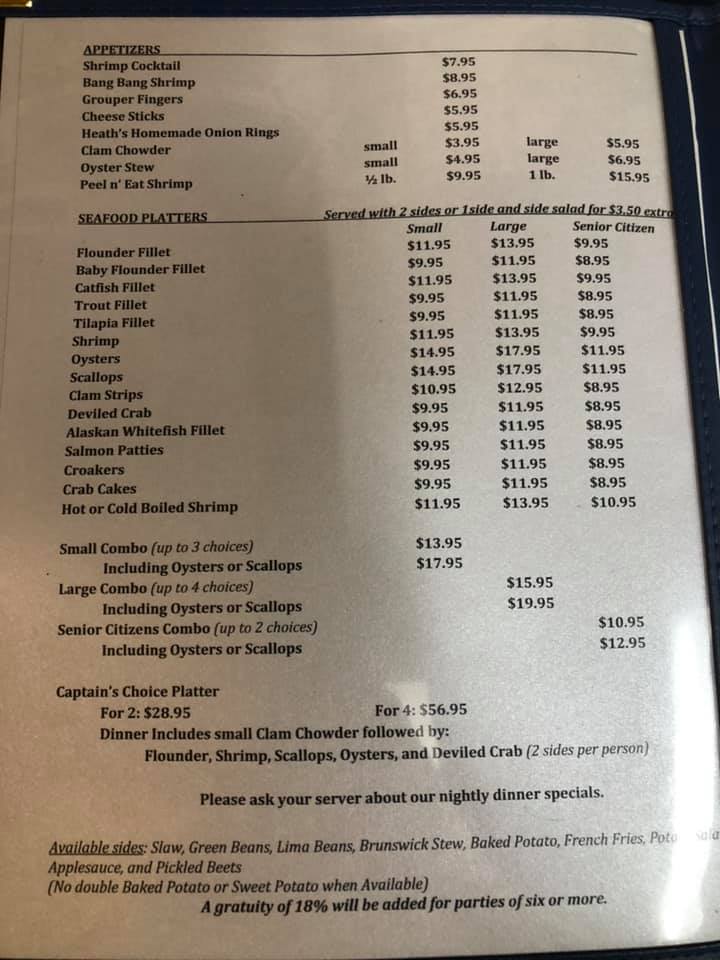 APPETIZERS
Shrimp Cocktail $7.95
Bang Bang Shrimp $8.95
Grouper Fingers $6.95
Cheese Sticks $5.95
Heath's Homemade Onion Rings $5.95
Clam Chowder small $3.95 large $5.95
Oyster Stew small $4.95 large $6.95
Peel n' Eat Shrimp ½ lb. $9.95 1 lb. $15.95
SEAFOOD PLATTERS Served with 2 sides or 1side and side salad for $3.50 extra
Small Large Senior Citizen
Flounder Fillet $11.95 $13.95 $9.95
Baby Flounder Fillet $9.95 $11.95 $8.95
Catfish Fillet $11.95 $13.95 $9.95
Trout Fillet $9.95 $11.95 $8.95
Tilapia Fillet $9.95 $11.95 $8.95
Shrimp $11.95 $13.95 $9.95
Oysters $14.95 $17.95 $11.95
Scallops $14.95 $17.95 $11.95
Clam Strips $10.95 $12.95 $8.95
Deviled Crab $9.95 $11.95 $8.95
Alaskan Whitefish Fillet $9.95 $11.95 $8.95
Salmon Patties $9.95 $11.95 $8.95
Croakers $9.95 $11.95 $8.95
Crab Cakes $9.95 $11.95 $8.95
Hot or Cold Boiled Shrimp $11.95 $13.95 $10.95
Small Combo (up to 3 choices) $13.95
Including Oysters or Scallops $17.95
Large Combo (up to 4 choices) $15.95
Including Oysters or Scallops $19.95
Senior Citizens Combo (up to 2 choices) $10.95
Including Oysters or Scallops $12.95
Captain's Choice Platter
For 2: $28.95 For 4: $56.95
Dinner Includes small Clam Chowder followed by:
Flounder, Shrimp, Scallops, Oysters, and Deviled Crab (2 sides per person)
Please ask your server about our nightly dinner specials.
Available sides: Slaw, Green Beans, Lima Beans, Brunswick Stew, Baked Potato, French Fries,
Applesauce, and Pickled Beets
(No double Baked Potato or Sweet Potato when Available)
A gratuity of 18% will be added for parties of six or more.